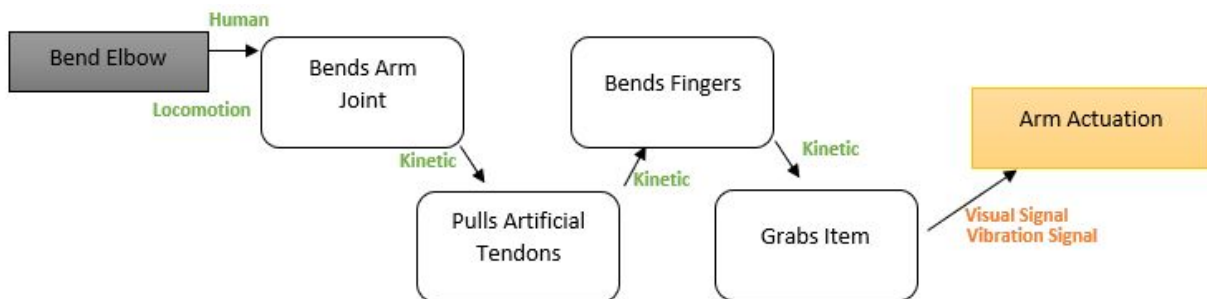 Bend Elbow
Human
Locomotion
Bends Arm
Joint
Kinetic
Pulls Artificial
Tendons
Kinetic
Bends Fingers
Kinetic
Grabs Item
Visual Signal
Vibration Signal
Arm Actuation